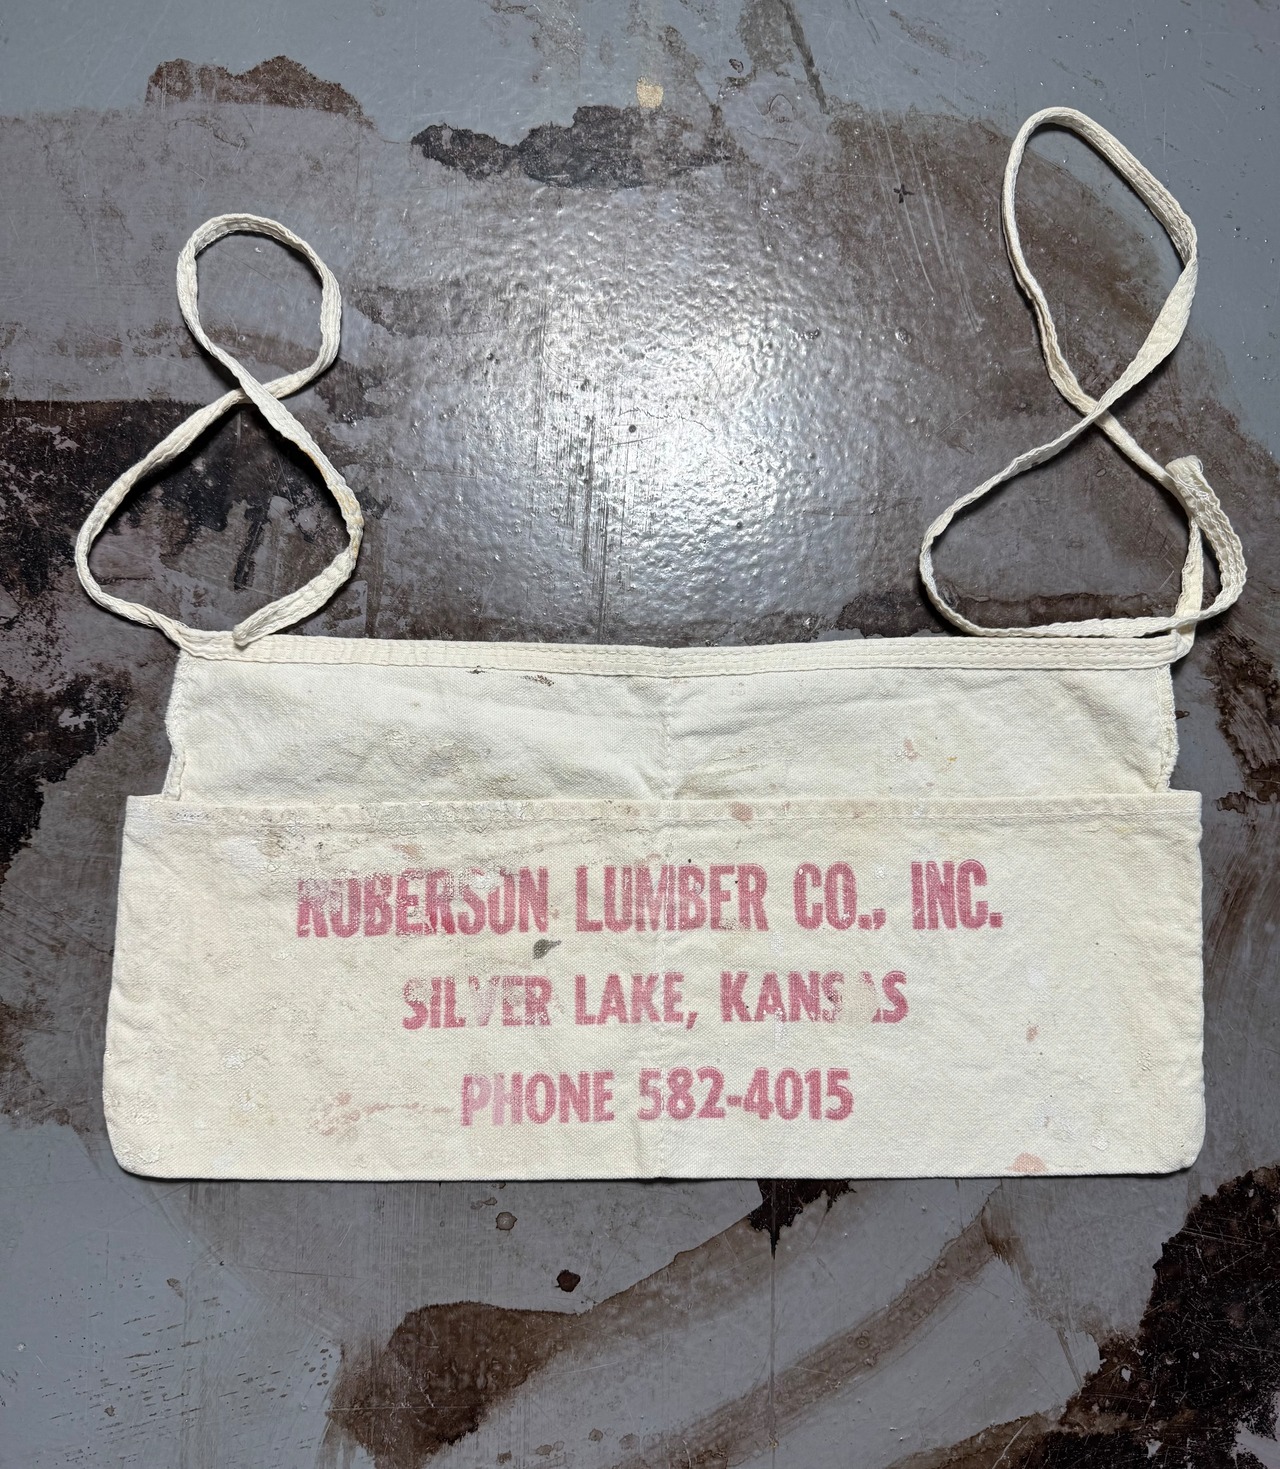 ROBERSON LUMBER CO., INC.
SILVER LAKE, KANSAS
PHONE 582-4015